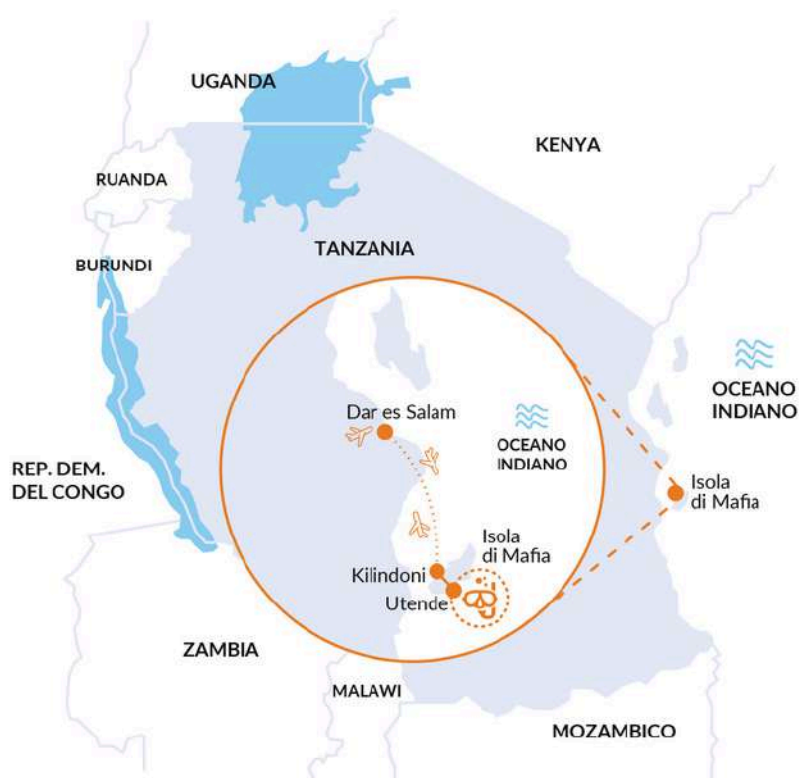 UGANDA
KENYA
RUANDA
TANZANIA
BURUNDI
OCEANO
INDIANO
Dar es Salam
OCEANO
INDIANO
REP. DEM.
DEL CONGO
Isola
di Mafia
Isola
di Mafia
Kilindoni
Utende
ZAMBIA
MALAWI
MOZAMBICO